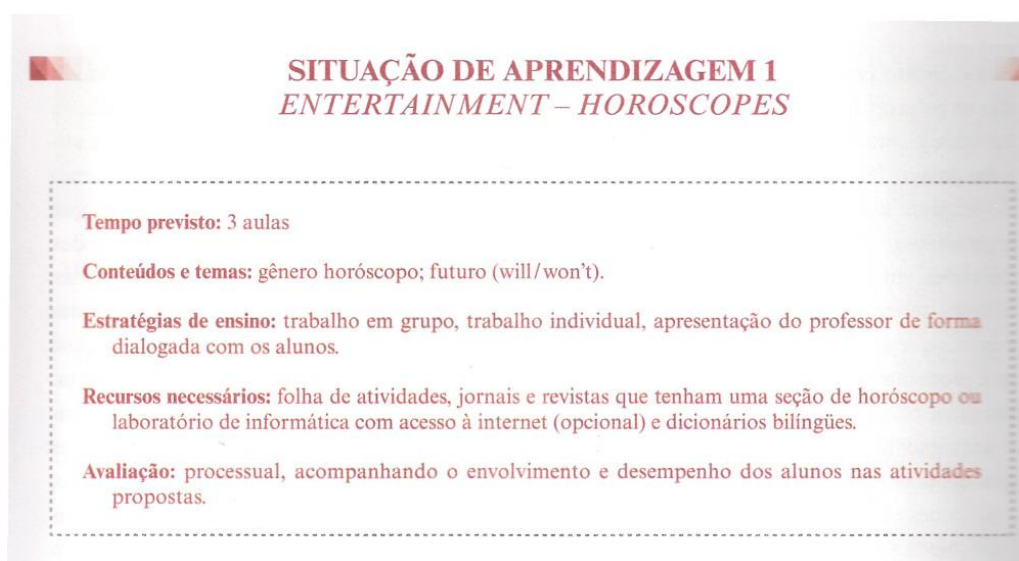 SITUAÇÃO DE APRENDIZAGEM 1
ENTERTAINMENT – HOROSCOPES
Tempo previsto: 3 aulas
Conteúdos e temas: gênero horóscopo; futuro (will/won't).
Estratégias de ensino: trabalho em grupo, trabalho individual, apresentação do professor de forma
dialogada com os alunos.
Recursos necessários: folha de atividades, jornais e revistas que tenham uma seção de horóscopo ou
laboratório de informática com acesso à internet (opcional) e dicionários bilíngües.
Avaliação: processual, acompanhando o envolvimento e desempenho dos alunos nas atividades
propostas.